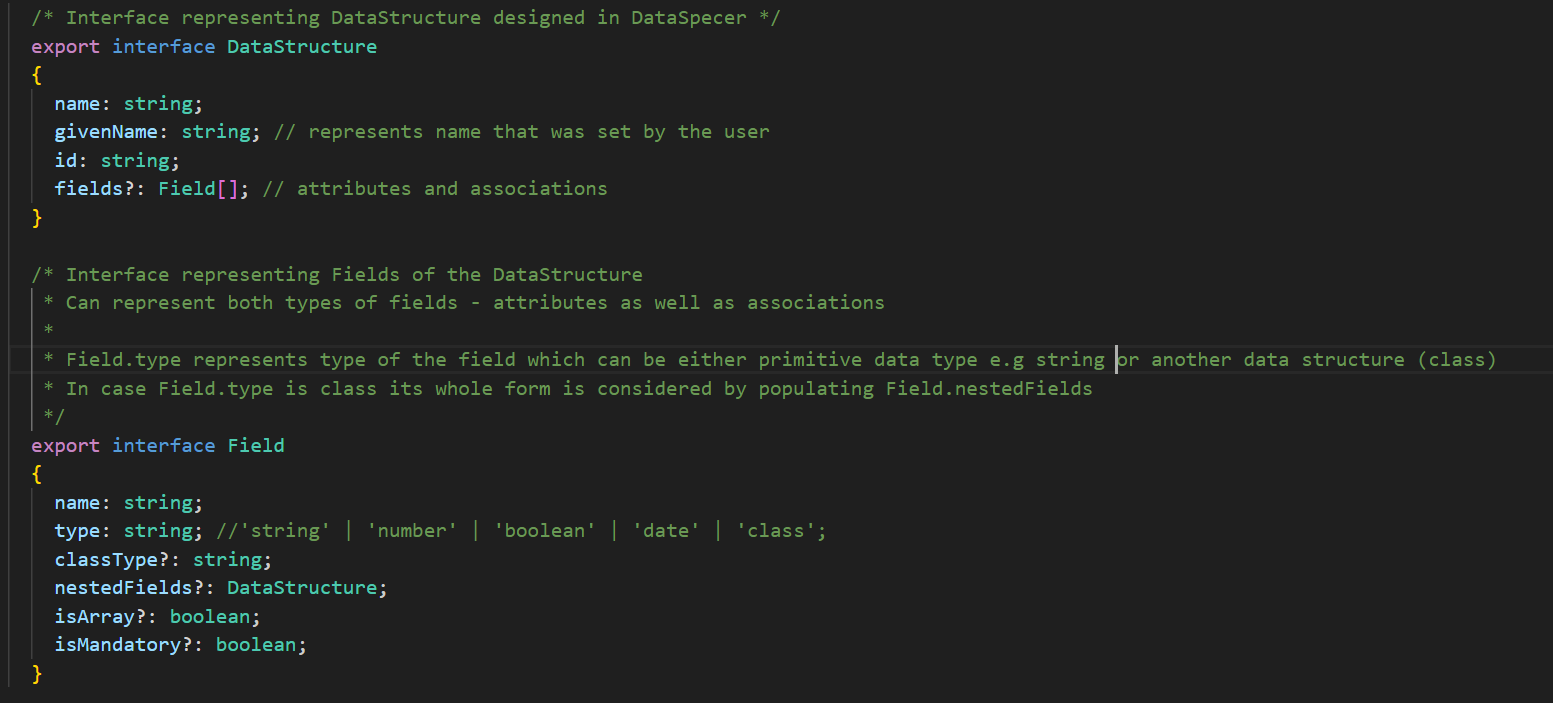 /* Interface representing DataStructure designed in DataSpecer */
export interface DataStructure
{
  name: string;
  givenName: string; // represents name that was set by the user
  id: string;
  fields?: Field[]; // attributes and associations
}

/* Interface representing Fields of the DataStructure
 * Can represent both types of fields - attributes as well as associations
 *
 * Field.type represents type of the field which can be either primitive data type e.g string or another data structure (class)
 * In case Field.type is class its whole form is considered by populating Field.nestedFields
 */
export interface Field
{
  name: string;
  type: string; //'string' | 'number' | 'boolean' | 'date' | 'class';
  classType?: string;
  nestedFields?: DataStructure;
  isArray?: boolean;
  isMandatory?: boolean;
}